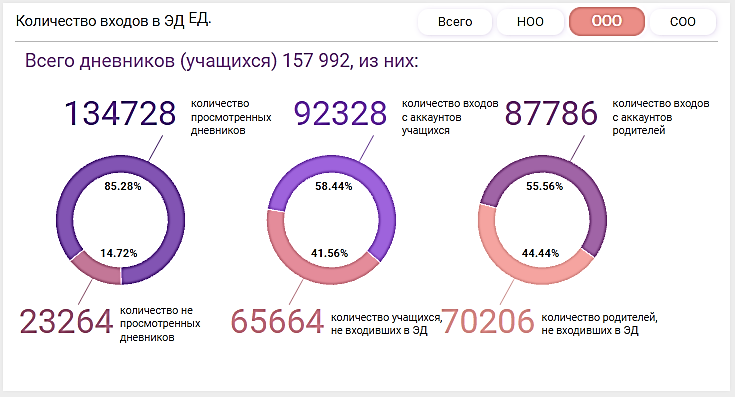 Количество входов в ЭД ЕД.
Всего НОО ООО СОО
Всего дневников (учащихся) 157 992, из них:
134728 количество просмотренных дневников
92328 количество входов с аккаунтов учащихся
87786 количество входов с аккаунтов родителей
85.28%
14.72%
58.44%
41.56%
55.56%
44.44%
23264 количество не просмотренных дневников
65664 количество учащихся, не входивших в ЭД
70206 количество родителей, не входивших в ЭД